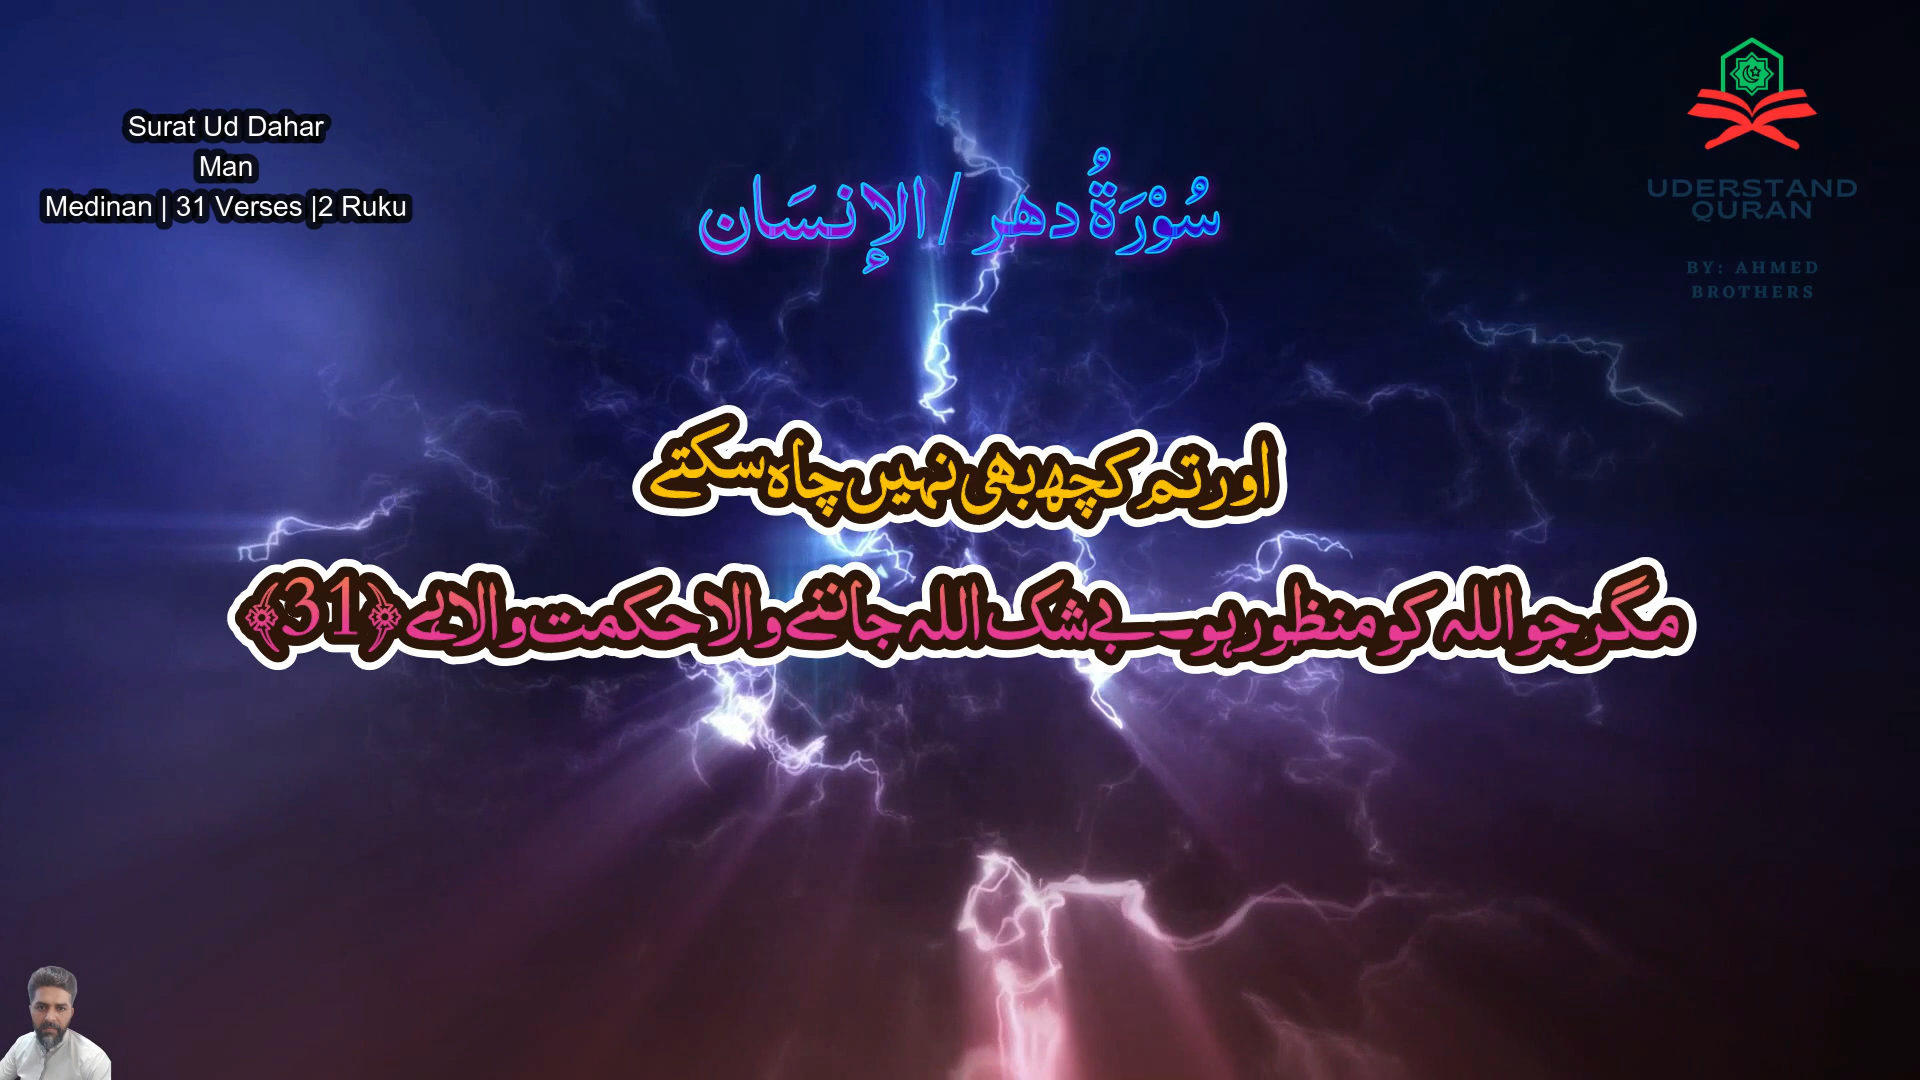 Surat Ud Dahar
Man
Medinan | 31 Verses |2 Ruku
سُوْرَۃُ دھر / الإنسَان
UDERSTAND
QURAN
BY: AHMED
BROTHERS
اور تم کچھ بھی نہیں چاہ سکتے
مگر جو اللہ کو منظور ہو۔ بے شک اللہ جاننے والا حکمت والا ہے ﴿31﴾